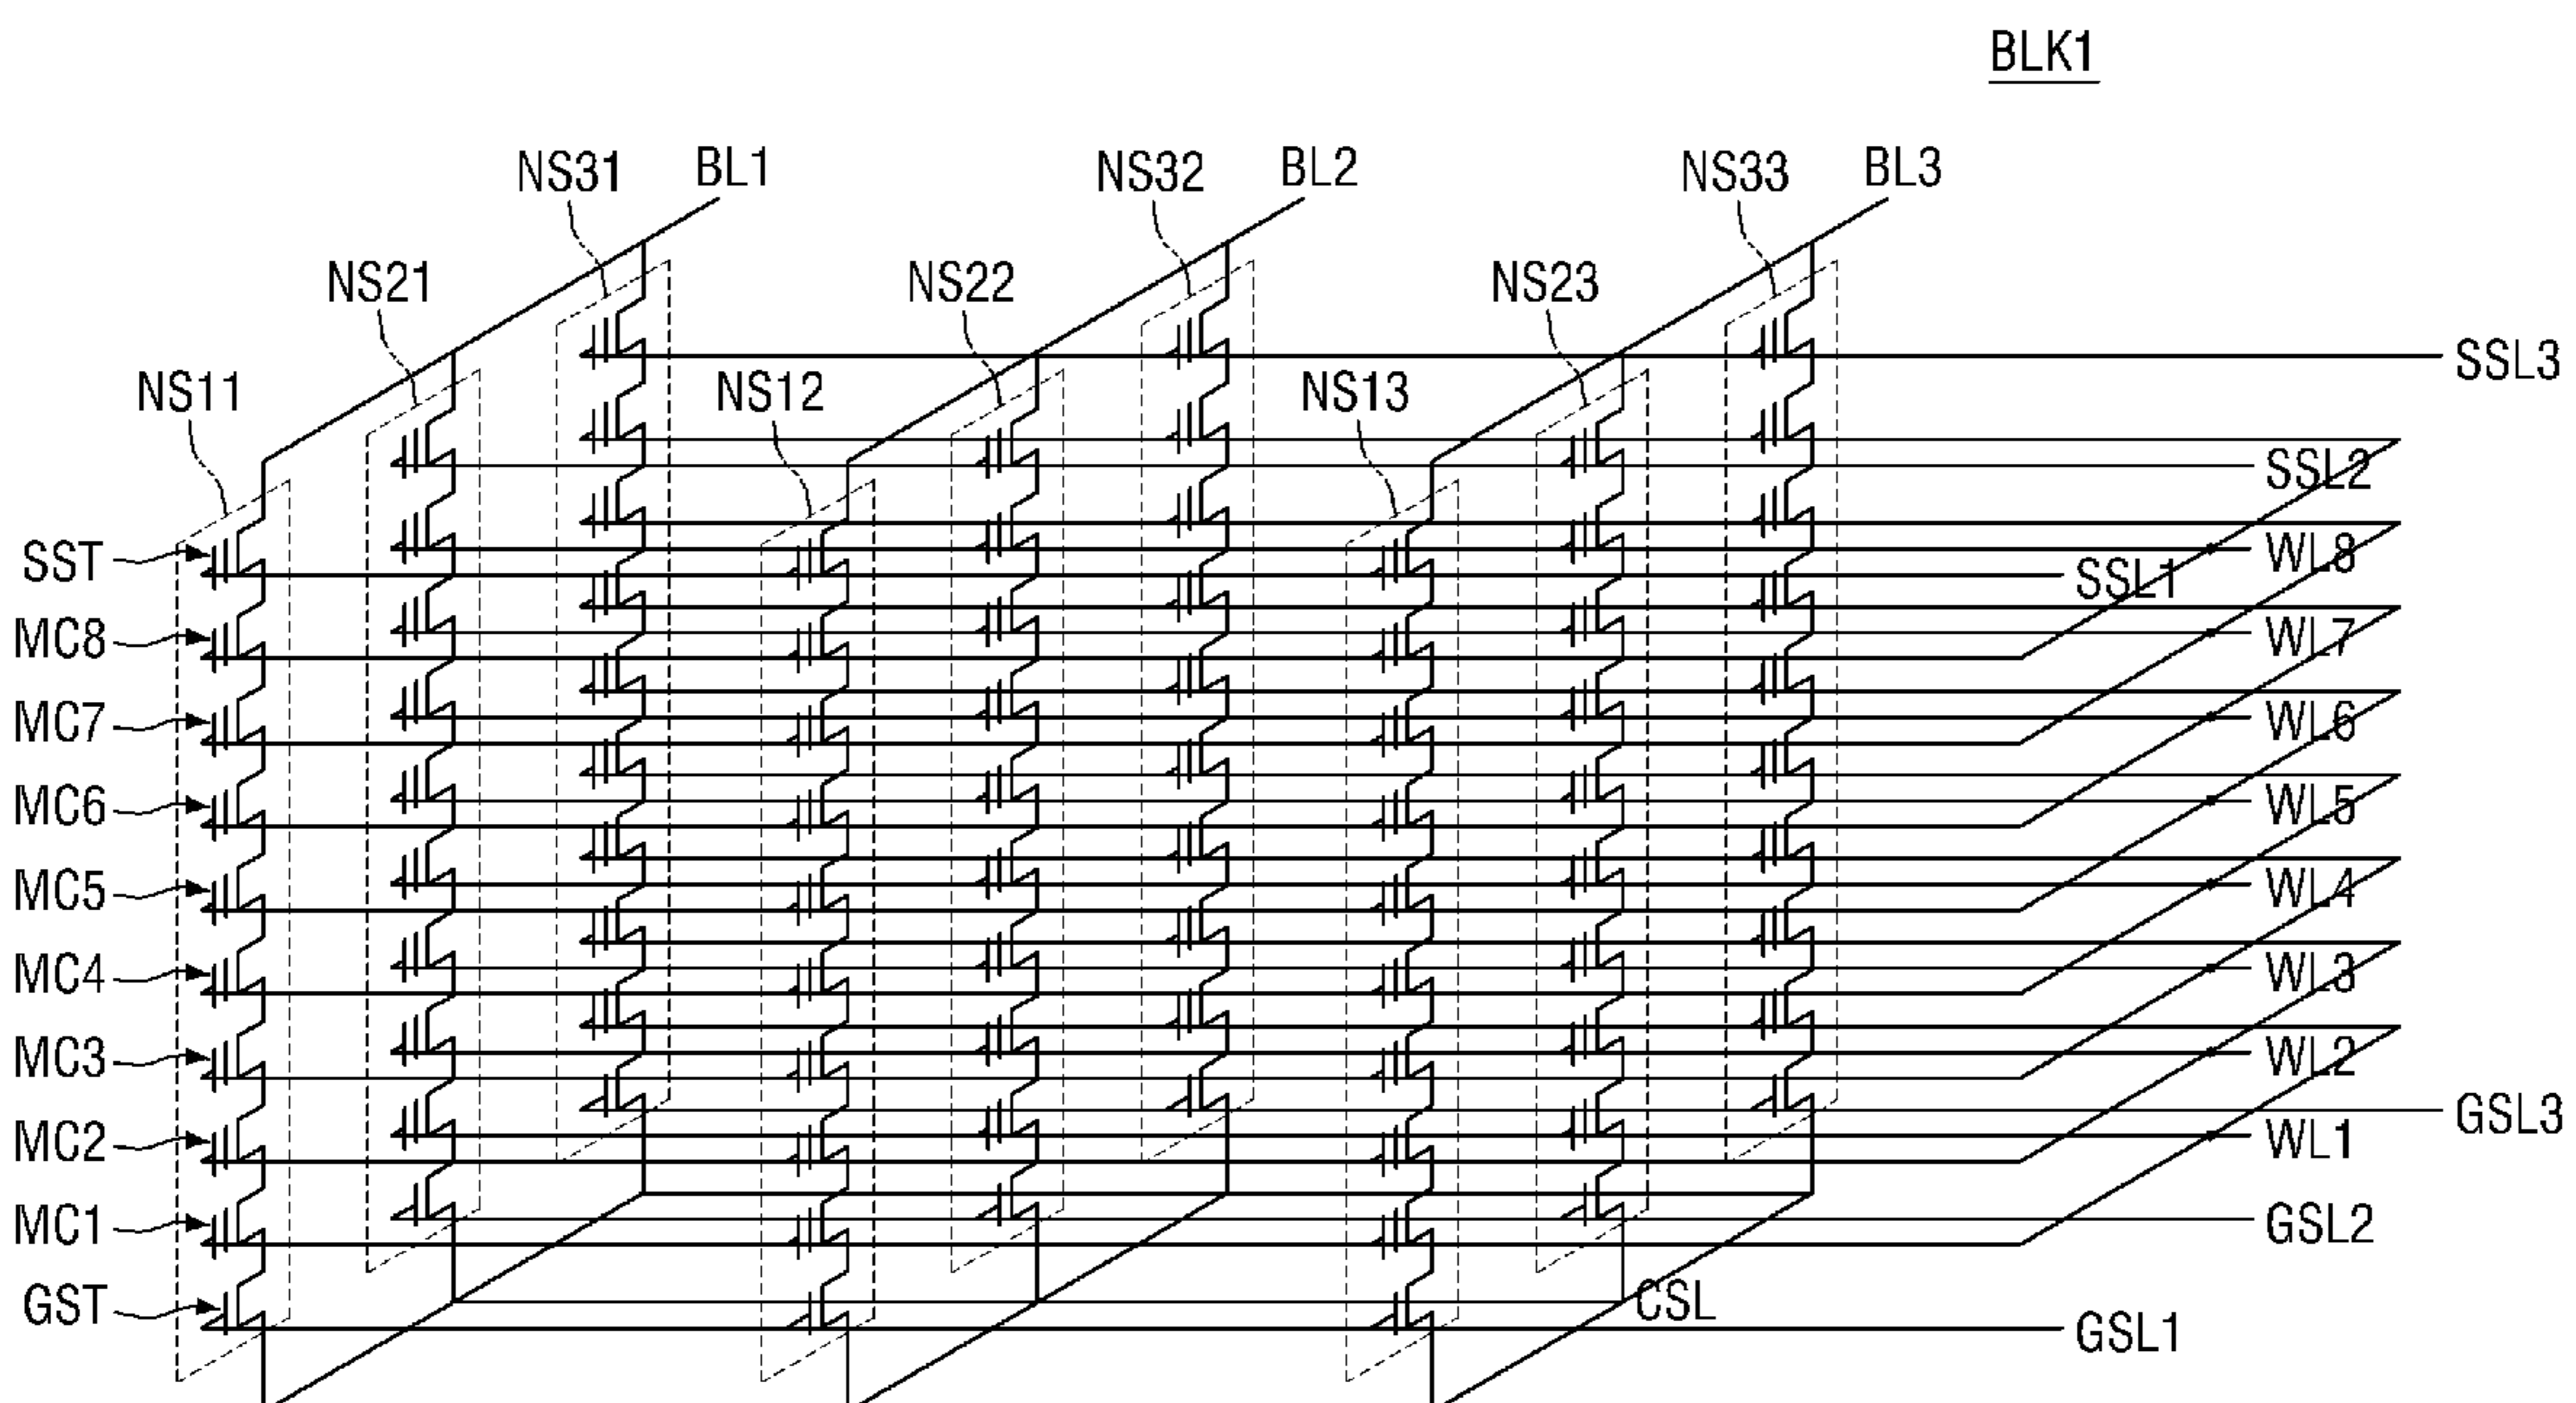 BLK1
NS31 BL1 NS32 BL2 NS33 BL3
NS21 NS22 NS23
NS11 NS12 NS13
SSL3
SSL2
SST SSL1 WL8
MC8 WL7
MC7 WL6
MC6 WL5
MC5 WL4
MC4 WL3
MC3 WL2
GSL3
MC2 WL1
MC1 GSL2
GST CSL
GSL1